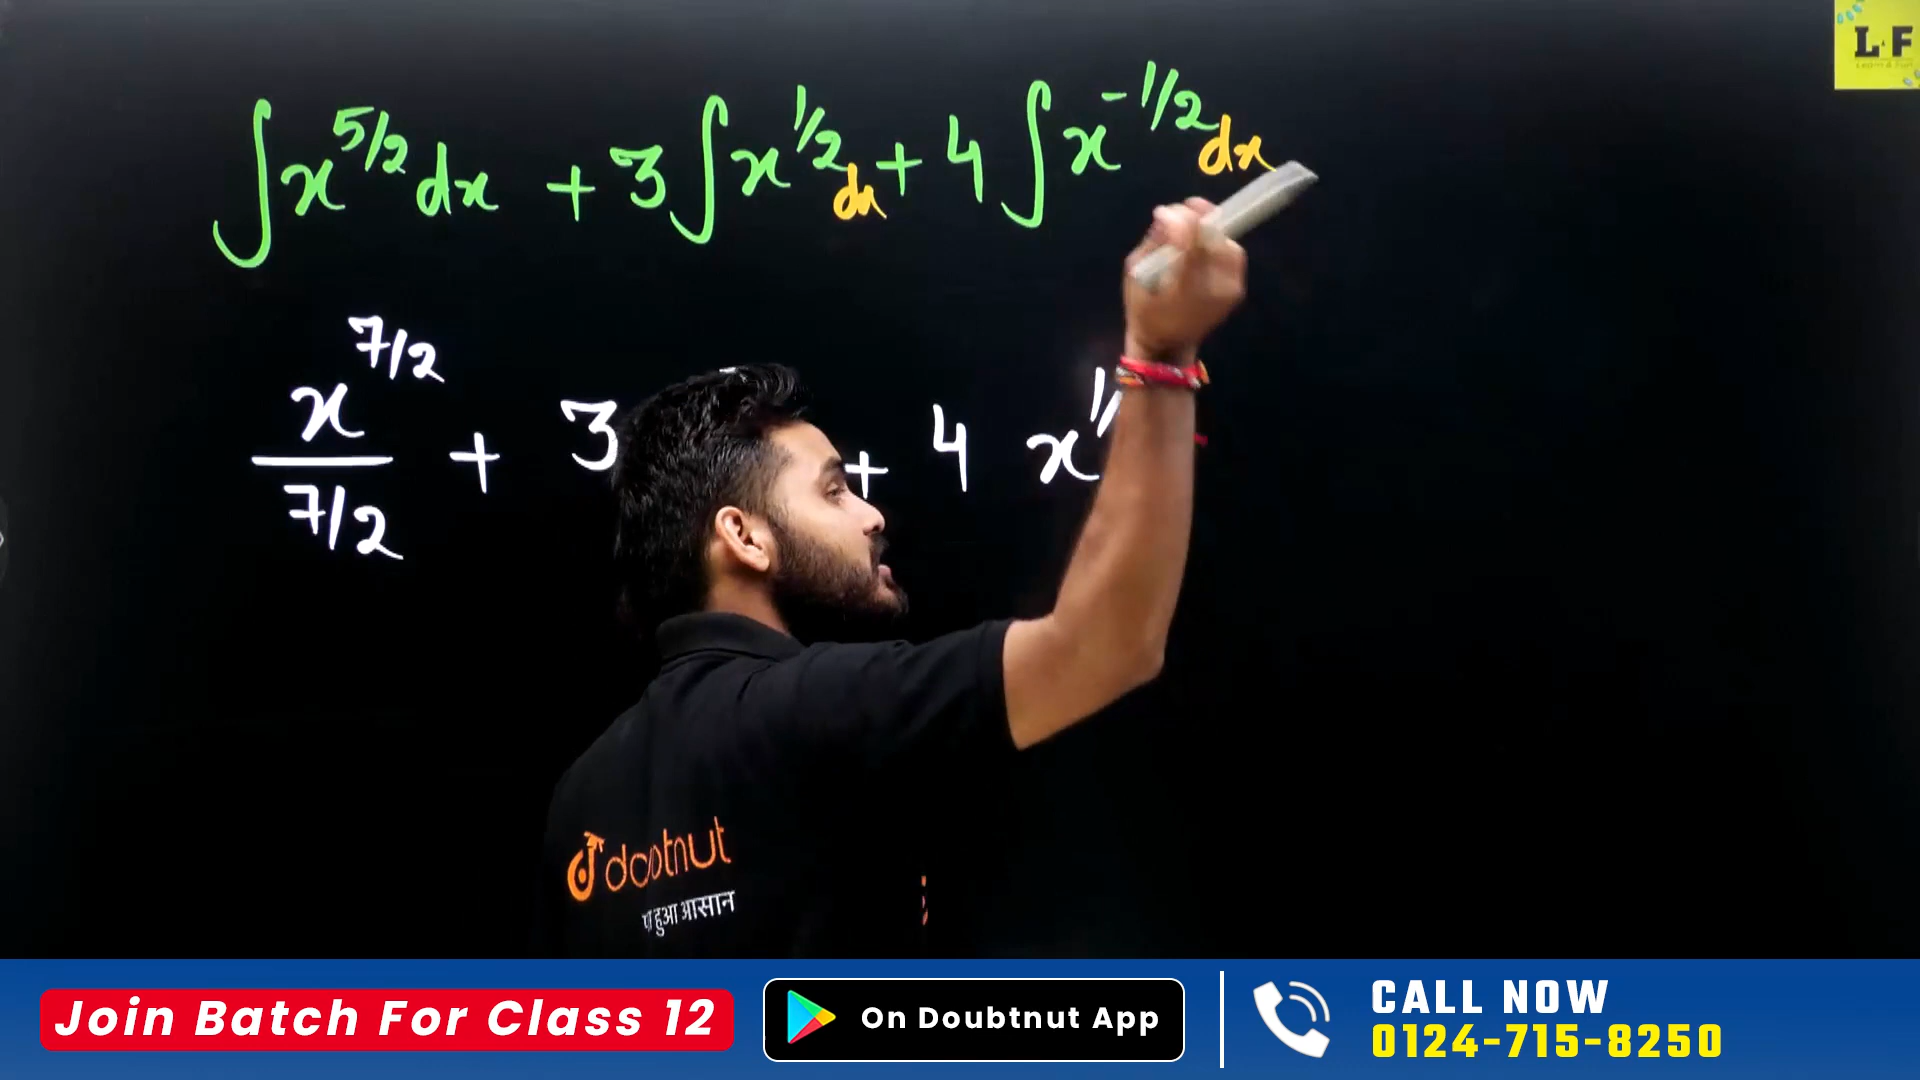 L&F
∫x^5/2 dx + 3∫x^1/2 dx + 4∫x^-1/2 dx
x^7/2 / 7/2 + 3 + 4 x^1/
doubtnut
हुआ आसान
Join Batch For Class 12
On Doubtnut App
CALL NOW
0124-715-8250